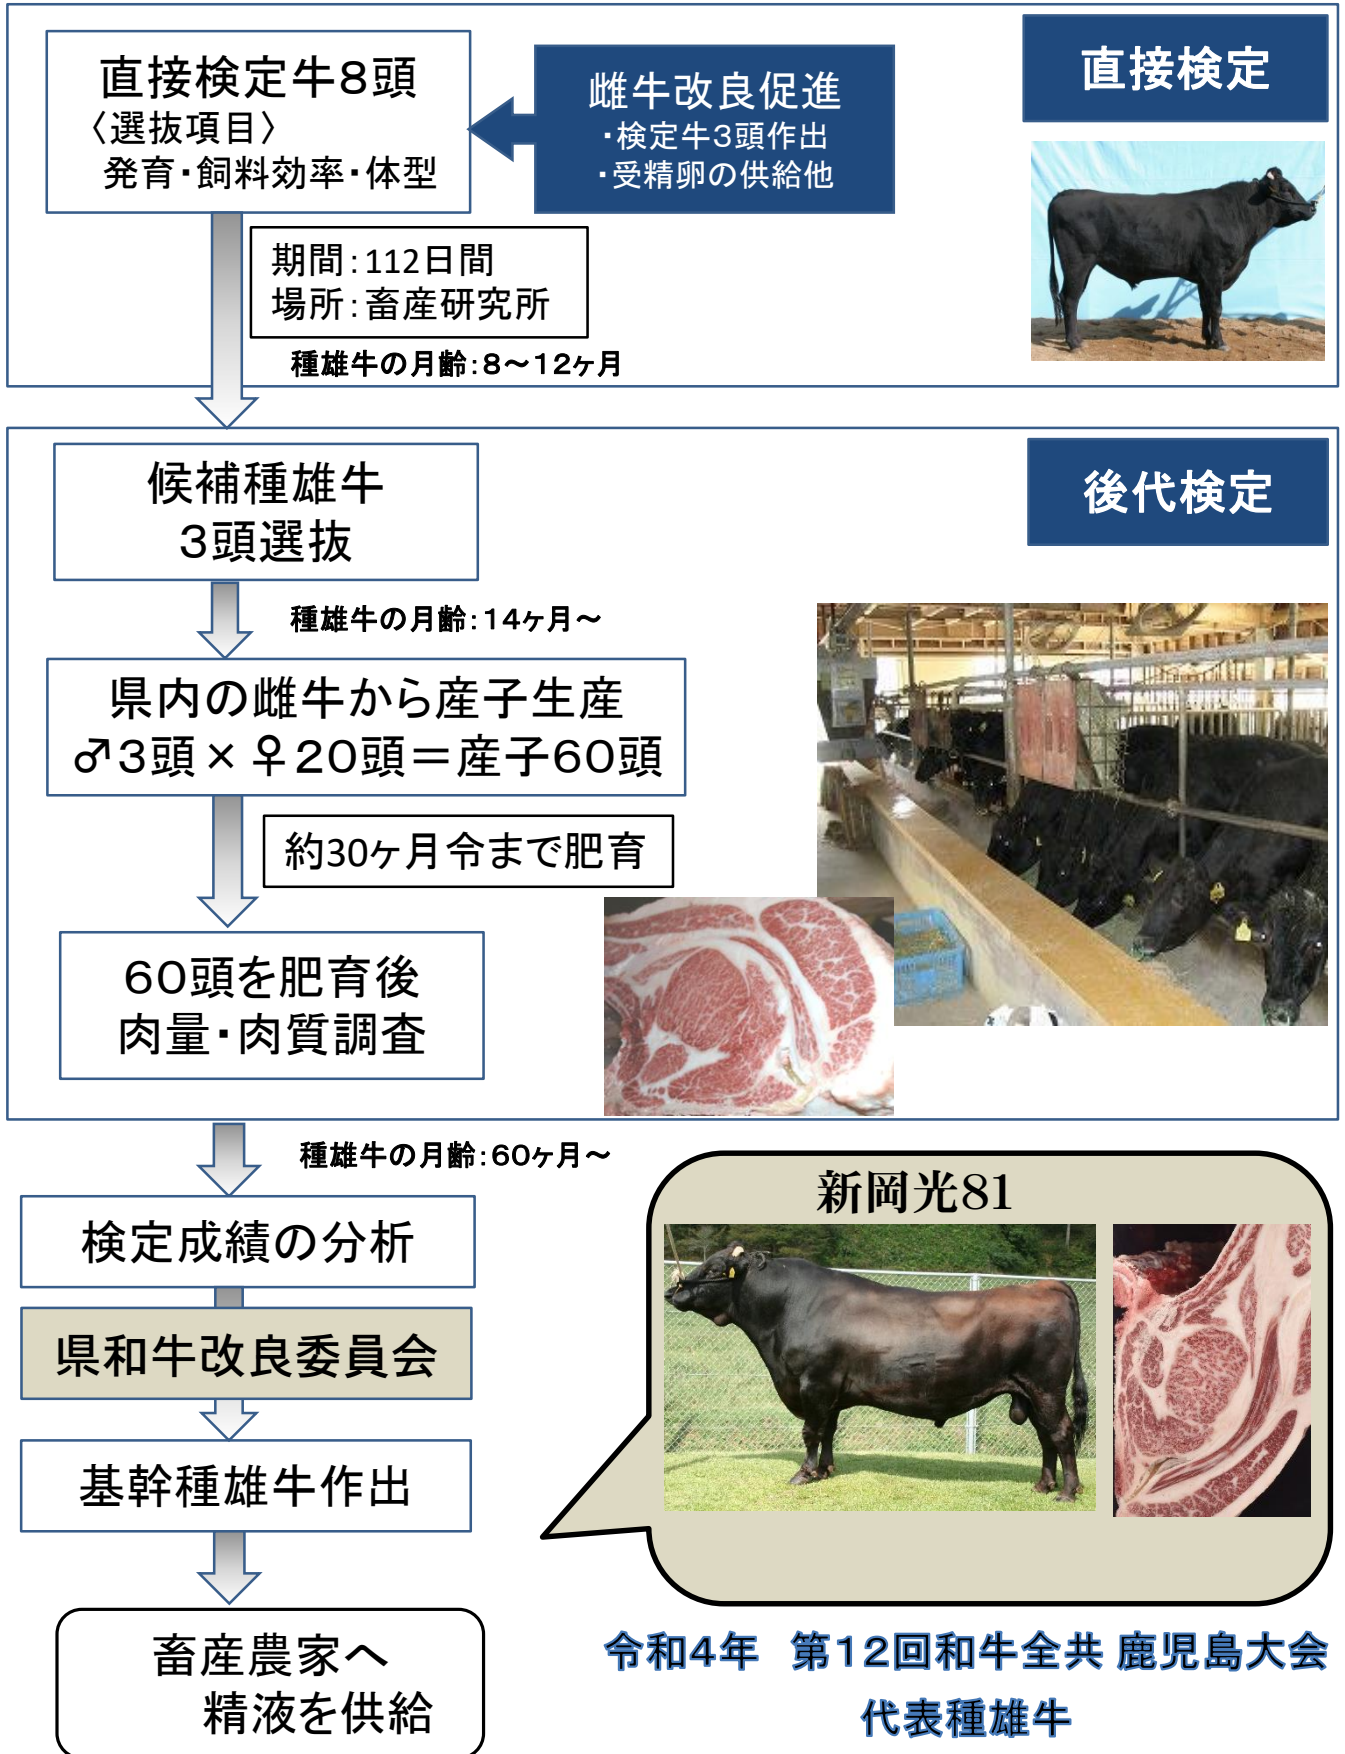 直接検定
直接検定牛8頭
〈選抜項目〉
発育・飼料効率・体型
雌牛改良促進
・検定牛3頭作出
・受精卵の供給他
期間：112日間
場所：畜産研究所
種雄牛の月齢：8～12ヶ月
後代検定
候補種雄牛
3頭選抜
種雄牛の月齢：14ヶ月～
県内の雌牛から産子生産
♂3頭×♀20頭＝産子60頭
約30ヶ月令まで肥育
60頭を肥育後
肉量・肉質調査
種雄牛の月齢：60ヶ月～
検定成績の分析
県和牛改良委員会
基幹種雄牛作出
畜産農家へ
精液を供給
新岡光81
令和4年　第12回和牛全共 鹿児島大会
代表種雄牛